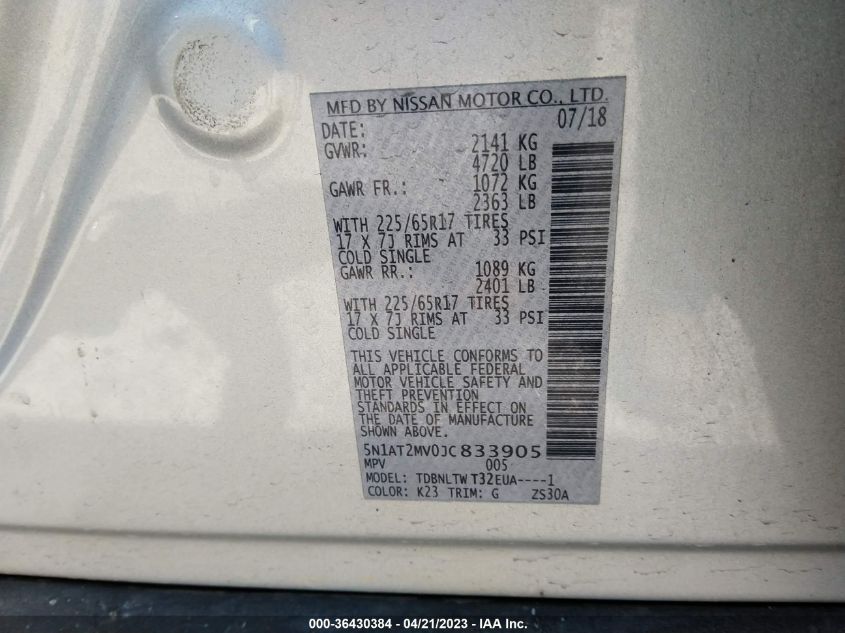 MFD BY NISSAN MOTOR CO., LTD.
DATE: 07/18
GVWR: 2141 KG
4720 LB
GAWR FR.: 1072 KG
2363 LB
WITH 225/65R17 TIRES
17 X 7J RIMS AT 33 PSI
COLD SINGLE
GAWR RR.: 1089 KG
2401 LB
WITH 225/65R17 TIRES
17 X 7J RIMS AT 33 PSI
COLD SINGLE
THIS VEHICLE CONFORMS TO
ALL APPLICABLE FEDERAL
MOTOR VEHICLE SAFETY AND
THEFT PREVENTION
STANDARDS IN EFFECT ON
THE DATE OF MANUFACTURE
SHOWN ABOVE.
5N1AT2MV0JC833905
MPV 005
MODEL: TDBNLTW T32EUA----1
COLOR: K23 TRIM: G ZS30A
000-36430384 - 04/21/2023 - IAA Inc.